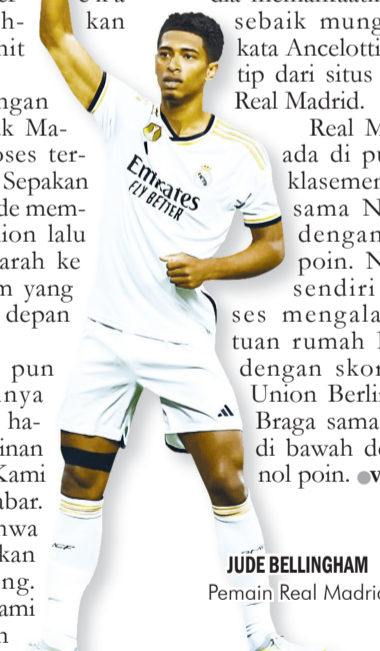 h-
kan
nit
ngan
k Ma-
oses ter-
Sepakan
de mem-
ion lalu
arah ke
m yang
depan
pun
nya
ha-
inan
Kami
abar.
hwa
kan
ng.
ami
n
sebaik mung
kata Ancelotti
tip dari situs
Real Madrid.
Real M
ada di pu
klasemen
sama N
dengan
poin. N
sendiri
ses mengala
tuan rumah
dengan skor
Union Berlin
Braga sama
di bawah de
nol poin.
Emirates
FLY BETTER
JUDE BELLINGHAM
Pemain Real Madrid